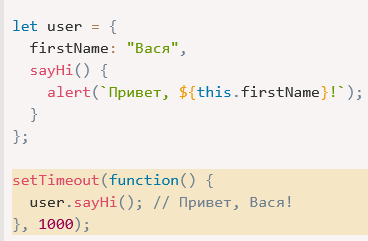 let user = {
  firstName: "Вася",
  sayHi() {
    alert(`Привет, ${this.firstName}!`);
  }
};
setTimeout(function() {
  user.sayHi(); // Привет, Вася!
}, 1000);